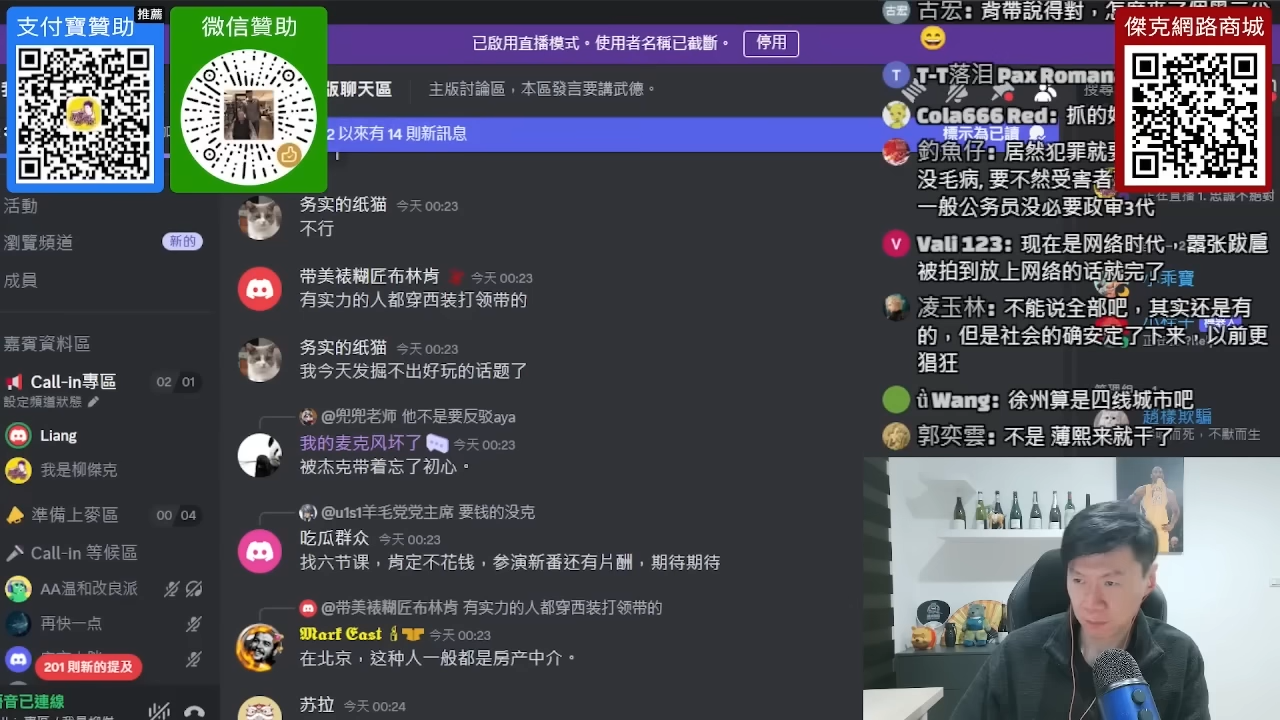 支付寶贊助
推薦
微信贊助
傑克網路商城
已啟用直播模式。使用者名稱已截斷。
停用
版聊天區
主版討論區，本區發言要講武德。
搜尋
2 以來有 14 則新訊息
標示為已讀
活動
瀏覽頻道
新的
成員
嘉賓資料區
Call-in專區
02 01
設定頻道狀態
Liang
我是柳傑克
準備上麥區
00 04
Call-in 等候區
AA温和改良派
再快一点
201 則新的提及
語音已連線
务实的纸猫 今天 00:23
不行
带美裱糊匠布林肯 今天 00:23
有实力的人都穿西装打领带的
务实的纸猫 今天 00:23
我今天发掘不出好玩的话题了
@兜兜老师 他不是要反驳aya
我的麦克风坏了 今天 00:23
被杰克带着忘了初心。
@u1s1羊毛党党主席 要钱的没克
吃瓜群众 今天 00:23
找六节课，肯定不花钱，参演新番还有片酬，期待期待
@带美裱糊匠布林肯 有实力的人都穿西装打领带的
Mark East 今天 00:23
在北京，这种人一般都是房产中介。
苏拉 今天 00:24
古宏: 背帶說得對，
T-T落泪 Pax Roman
Cola666 Red: 抓的
釣魚仔: 居然犯罪就
没毛病, 要不然受害者
一般公务员没必要政审3代
Vali 123: 现在是网络时代，嚣张跋扈
被拍到放上网络的话就完了
凌玉林: 不能说全部吧，其实还是有
的，但是社会的确安定了下来，以前更
猖狂
ù Wang: 徐州算是四线城市吧
郭奕雲: 不是 薄熙来就干了
小乖寶
趙樣欺騙